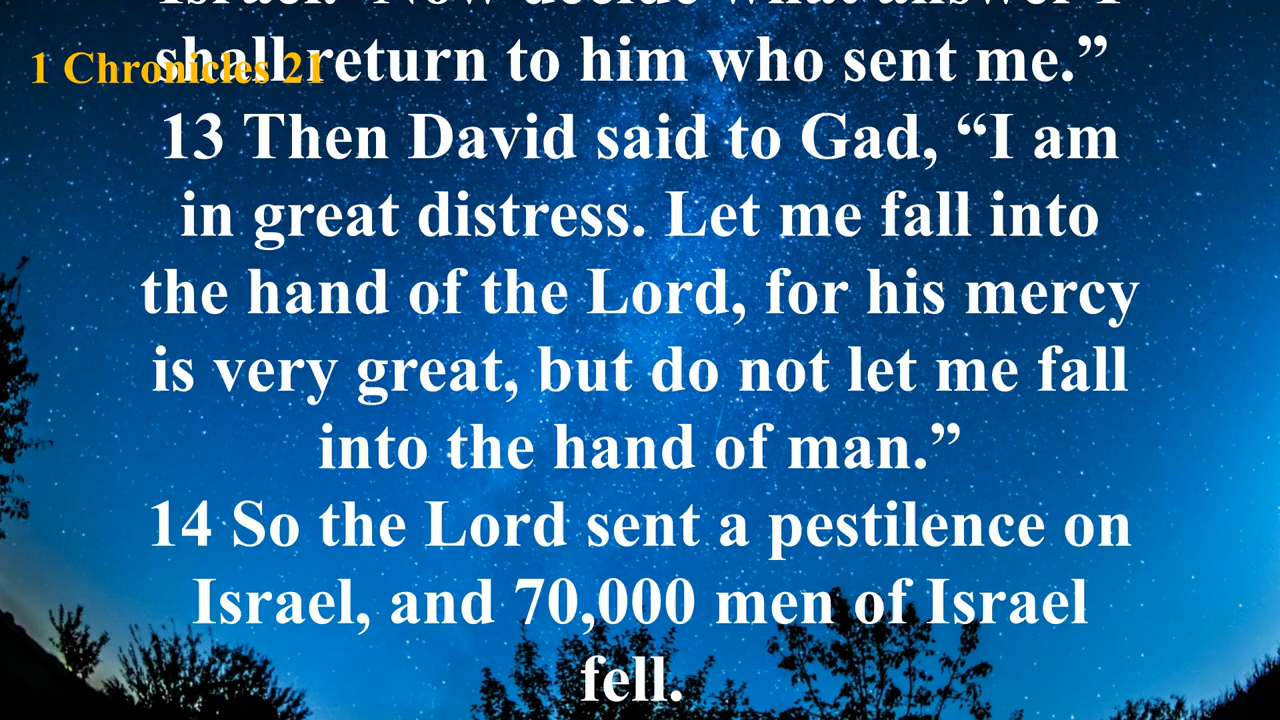 Israel.’ Now decide what answer I
shall return to him who sent me.”
1 Chronicles 21
13 Then David said to Gad, “I am
in great distress. Let me fall into
the hand of the Lord, for his mercy
is very great, but do not let me fall
into the hand of man.”
14 So the Lord sent a pestilence on
Israel, and 70,000 men of Israel
fell.